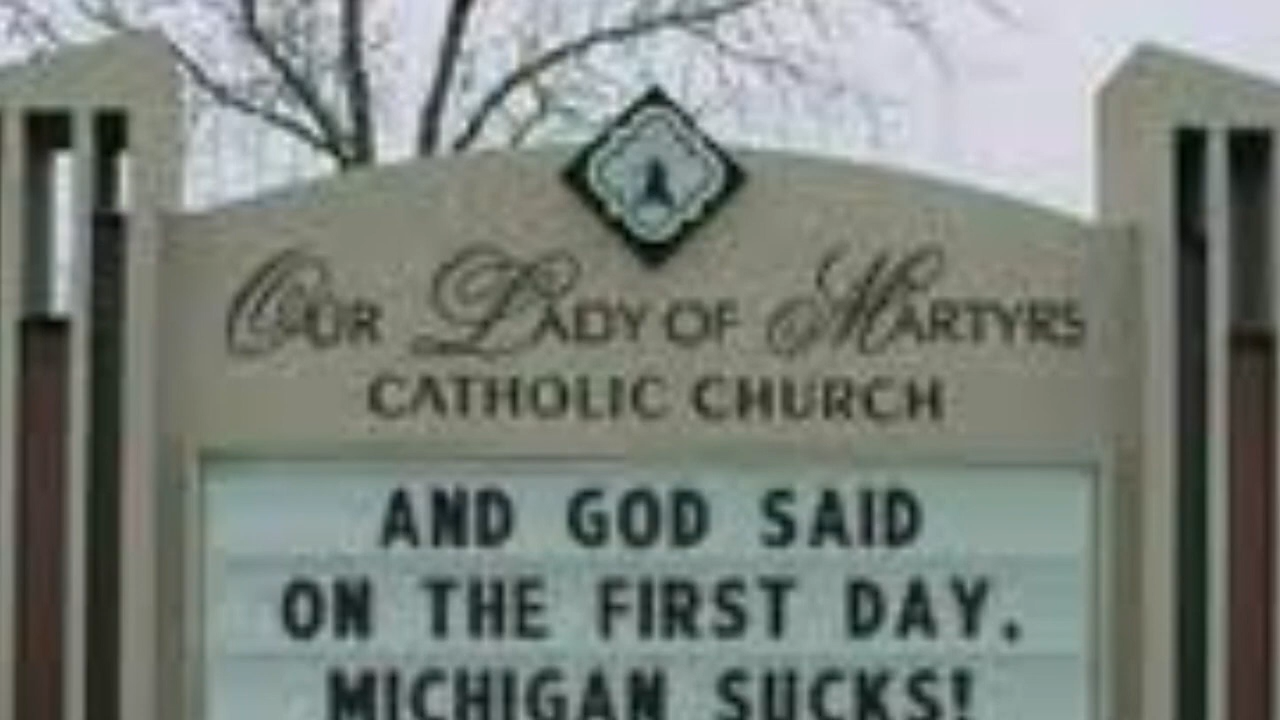 OUR LADY OF MARTYRS
CATHOLIC CHURCH
AND GOD SAID
ON THE FIRST DAY.
MICHIGAN SUCKS!